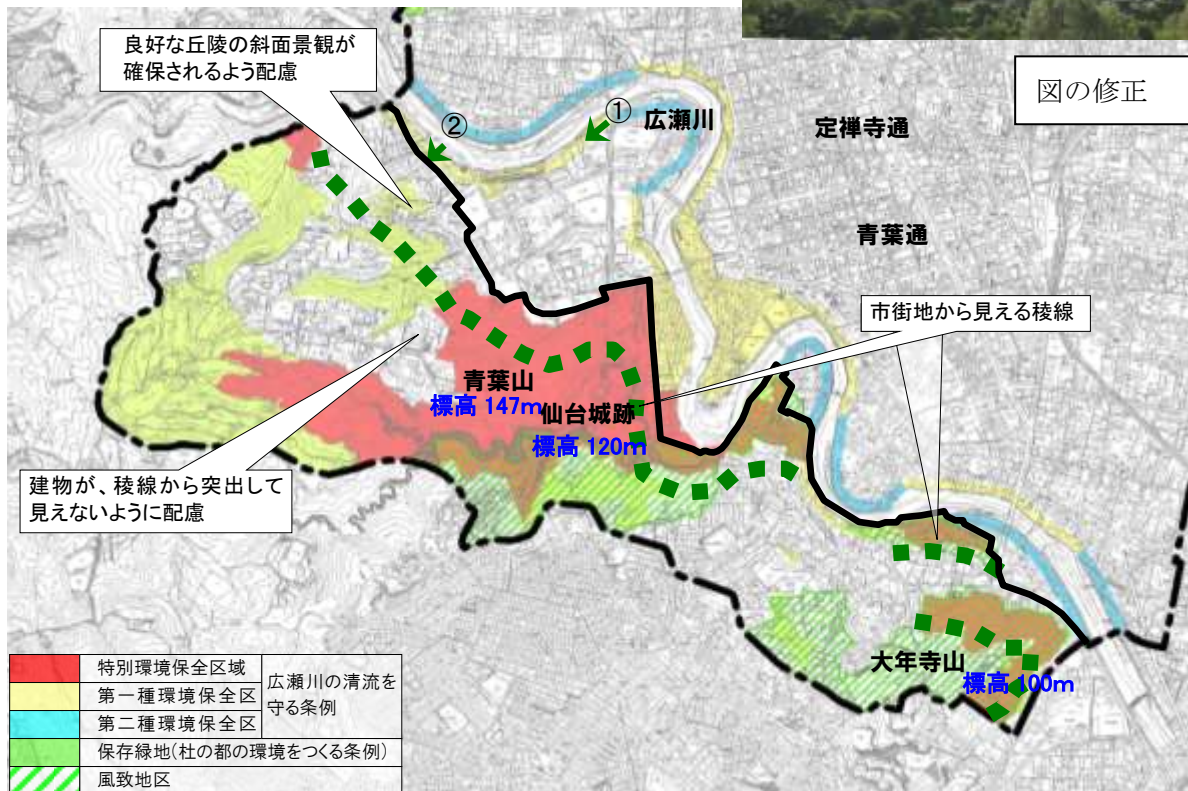 良好な丘陵の斜面景観が
確保されるよう配慮
図の修正
①
②
広瀬川
定禅寺通
青葉通
市街地から見える稜線
青葉山
標高 147m
仙台城跡
標高 120m
建物が、稜線から突出して
見えないように配慮
大年寺山
標高 100m
特別環境保全区域
第一種環境保全区
第二種環境保全区
広瀬川の清流を
守る条例
保存緑地(杜の都の環境をつくる条例)
風致地区